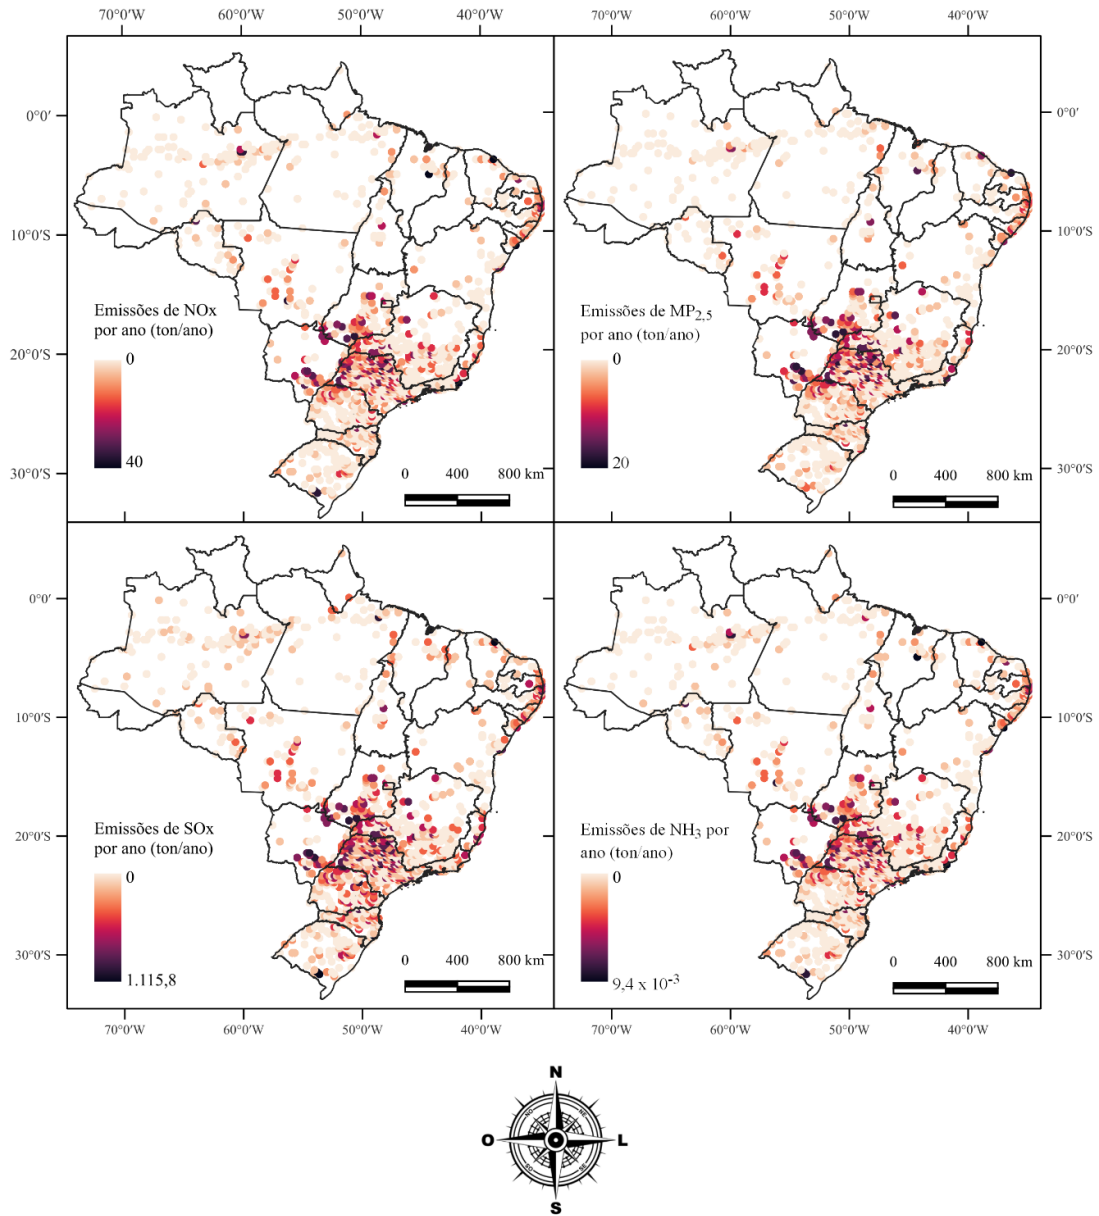 70°0'W 60°0'W 50°0'W 40°0'W 70°0'W 60°0'W 50°0'W 40°0'W
0°0'
10°0'S
20°0'S
30°0'S
Emissões de NOx
por ano (ton/ano)
0
40
0 400 800 km
0°0'
10°0'S
20°0'S
30°0'S
Emissões de MP2.5
por ano (ton/ano)
0
20
0 400 800 km
0°0'
10°0'S
20°0'S
30°0'S
Emissões de SOx
por ano (ton/ano)
0
1.115,8
0 400 800 km
0°0'
10°0'S
20°0'S
30°0'S
Emissões de NH3 por
ano (ton/ano)
0
9,4 x 10-3
0 400 800 km
70°0'W 60°0'W 50°0'W 40°0'W 70°0'W 60°0'W 50°0'W 40°0'W
N
NO NE
O L
SO SE
S